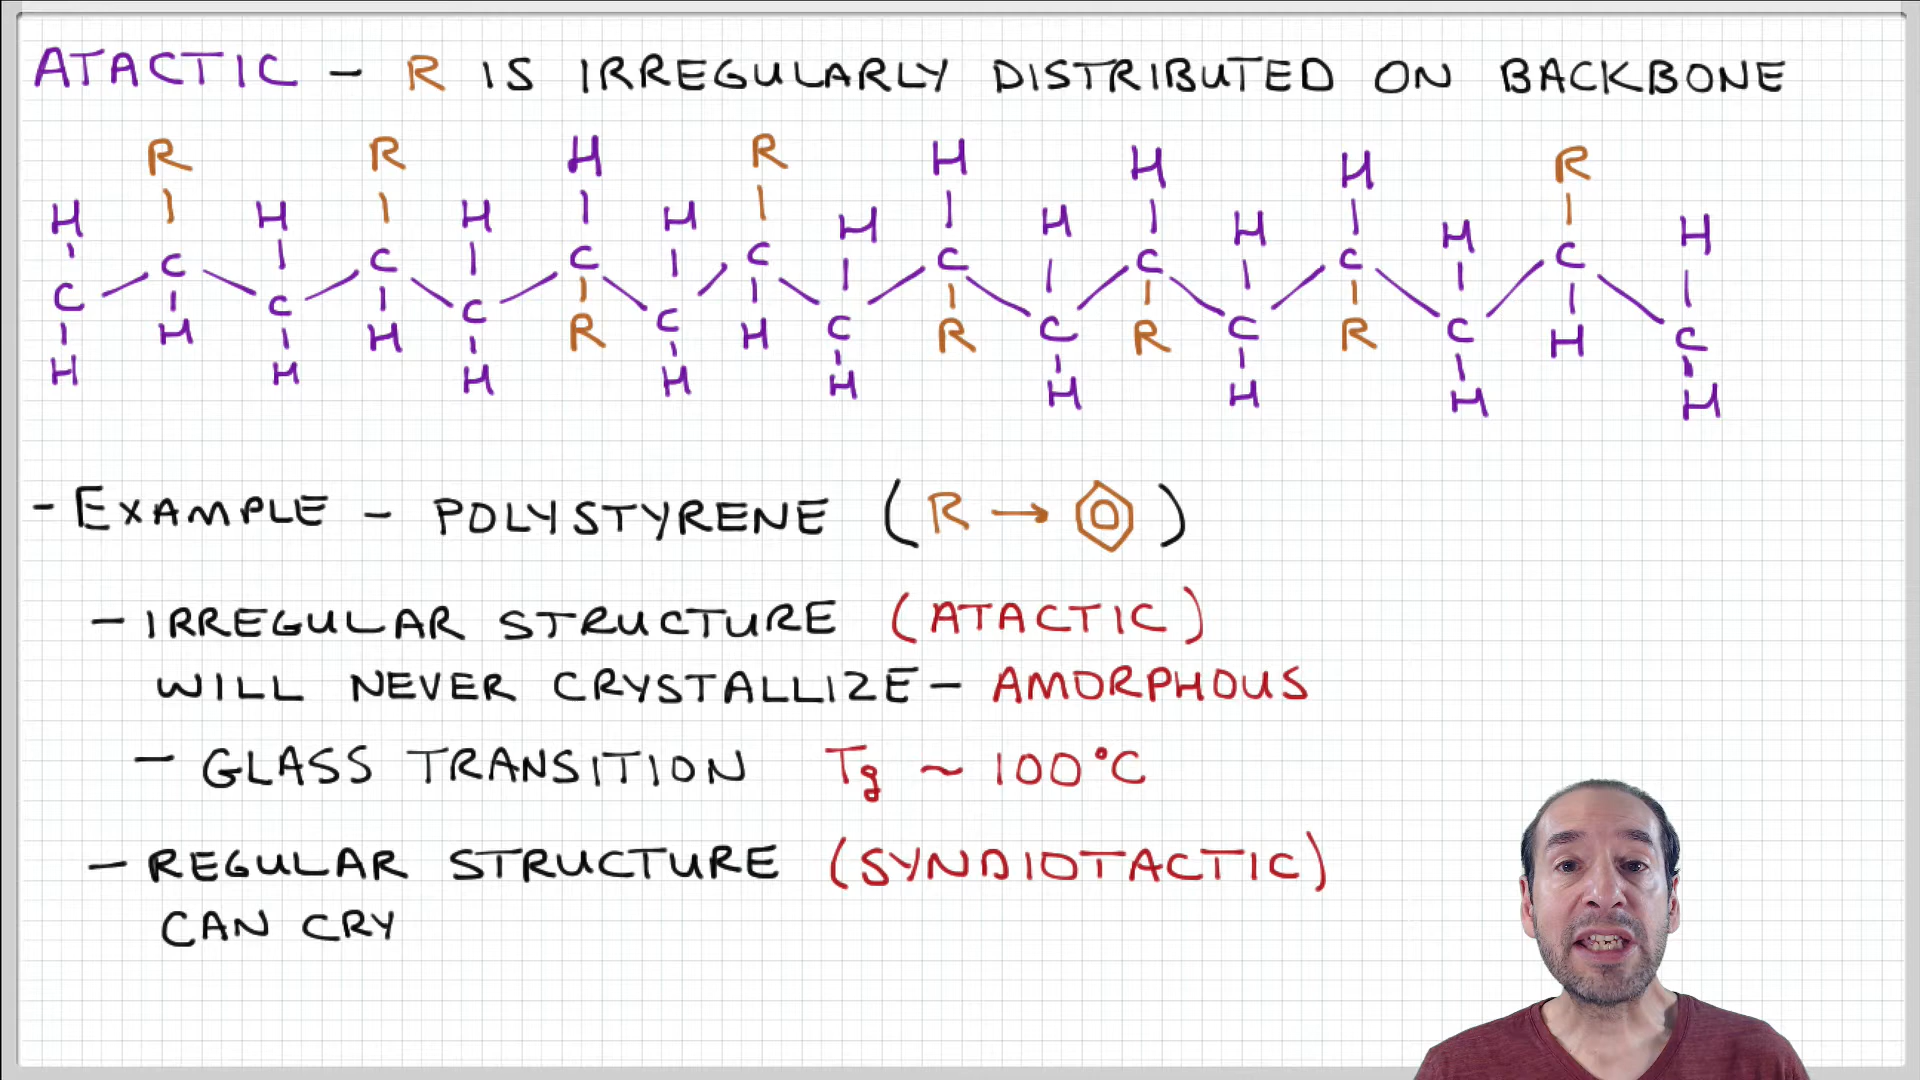 ATACTIC - R IS IRREGULARLY DISTRIBUTED ON BACKBONE
R R H R H H H R
H H H H H H H H H
C C C C C C C C
C C C C C C C C C
H H R H R R R H
H H H H H H H H H
- EXAMPLE - POLYSTYRENE (R → )
- IRREGULAR STRUCTURE (ATACTIC)
WILL NEVER CRYSTALLIZE - AMORPHOUS
- GLASS TRANSITION Tg ~ 100°C
- REGULAR STRUCTURE (SYNDIOTACTIC)
CAN CRY